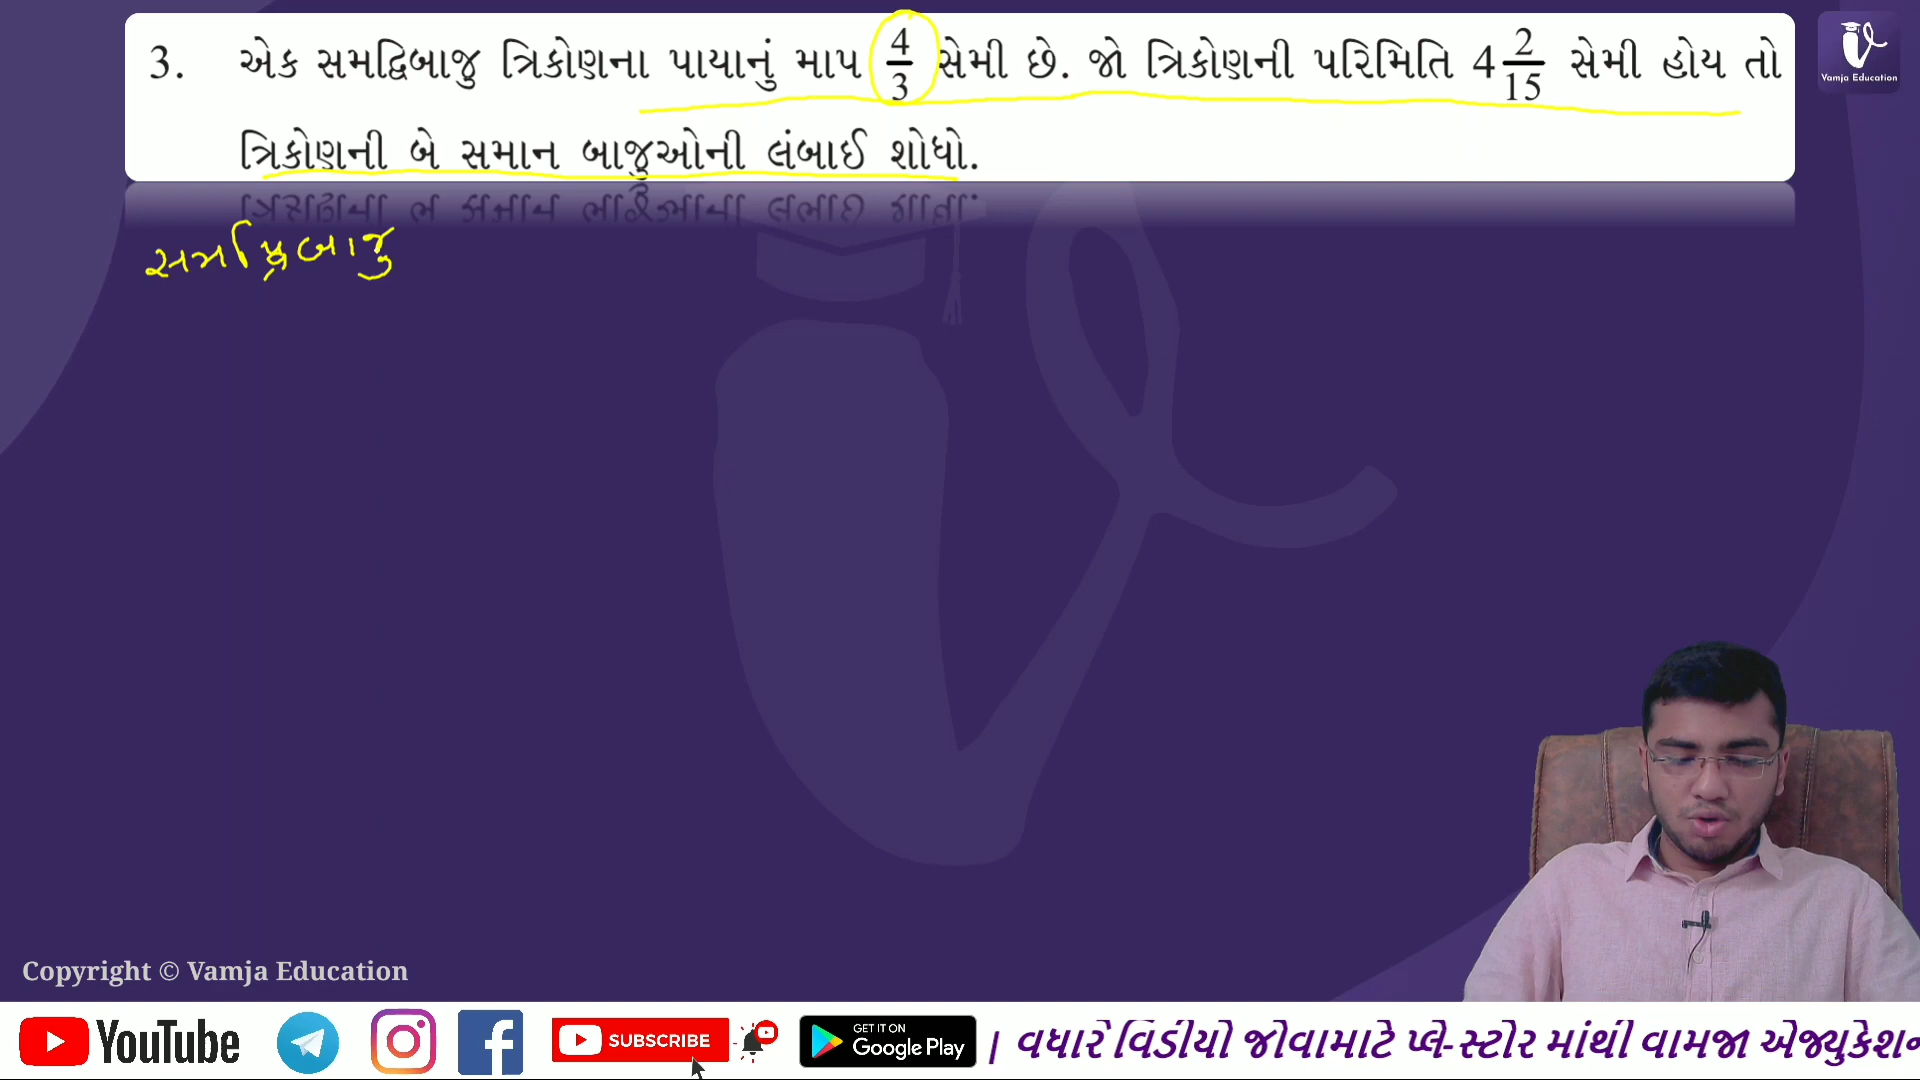 3. એક સમદ્વિબાજુ ત્રિકોણના પાયાનું માપ 4/3 સેમી છે. જો ત્રિકોણની પરિમિતિ 4 2/15 સેમી હોય તો
ત્રિકોણની બે સમાન બાજુઓની લંબાઈ શોધો.
Vamja Education
સમદ્વિબાજુ
Copyright © Vamja Education
YouTube
SUBSCRIBE
GET IT ON
Google Play
| વધારે વિડીયો જોવામાટે પ્લે-સ્ટોર માંથી વામજા એજ્યુકેશન